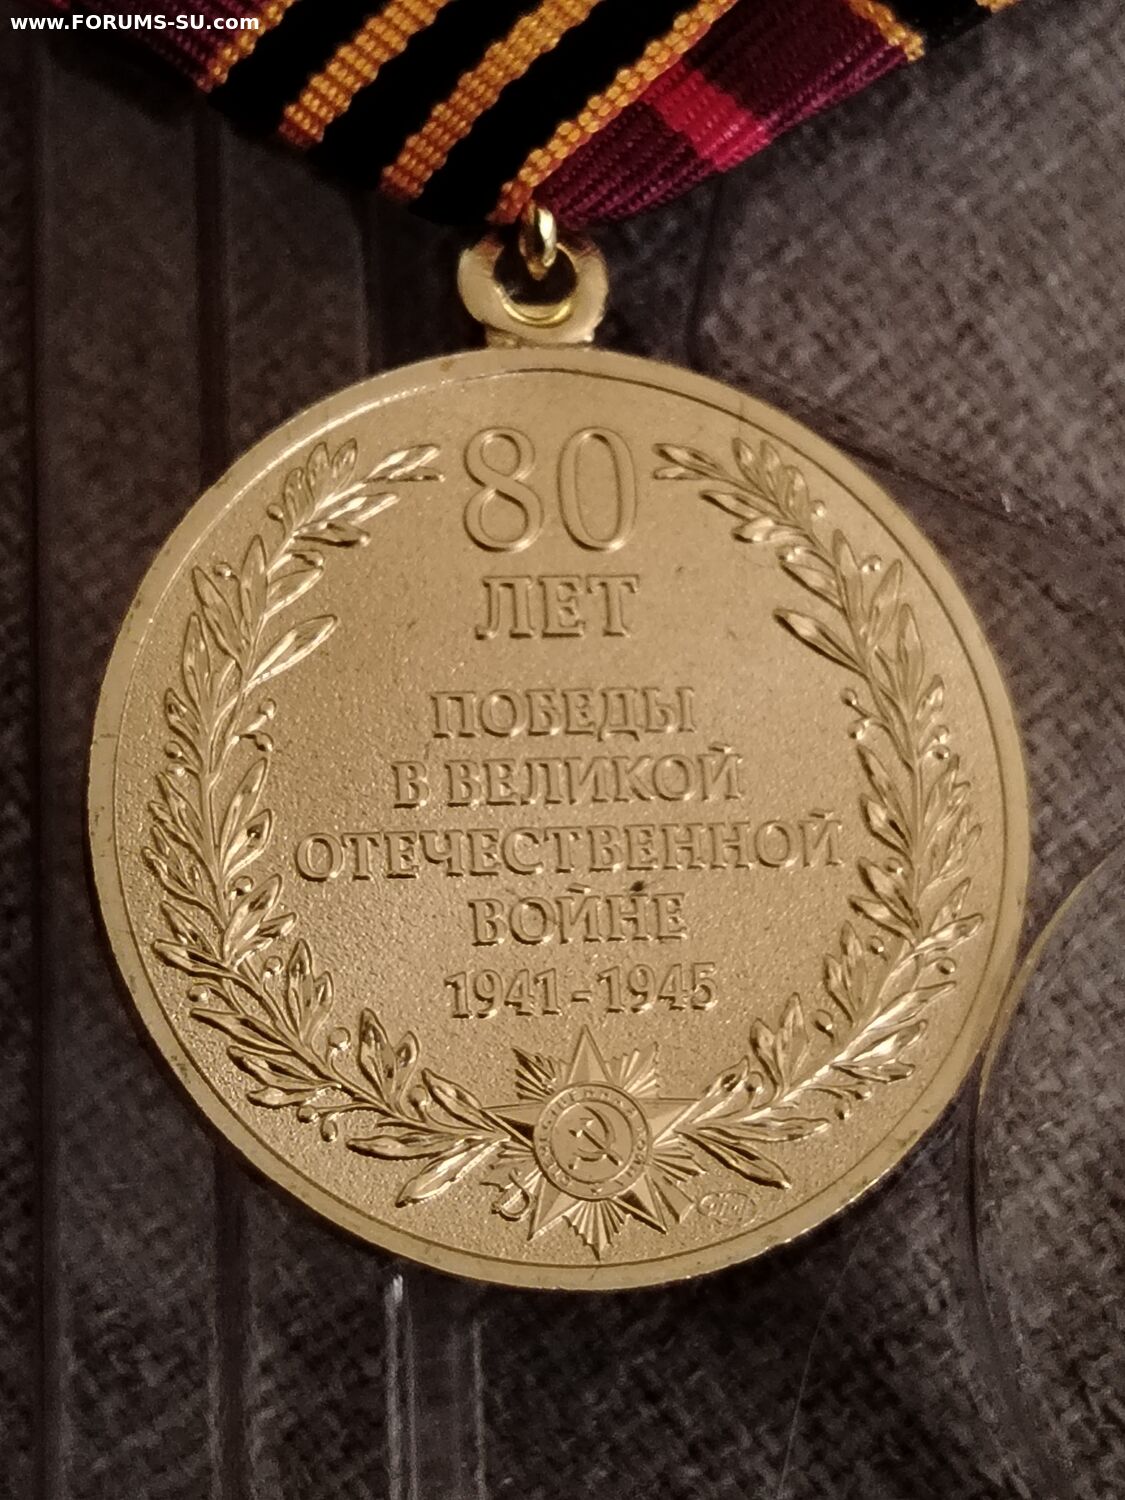 www.FORUMS-SU.com
80
ЛЕТ
ПОБЕДЫ
В ВЕЛИКОЙ
ОТЕЧЕСТВЕННОЙ
ВОЙНЕ
1941-1945